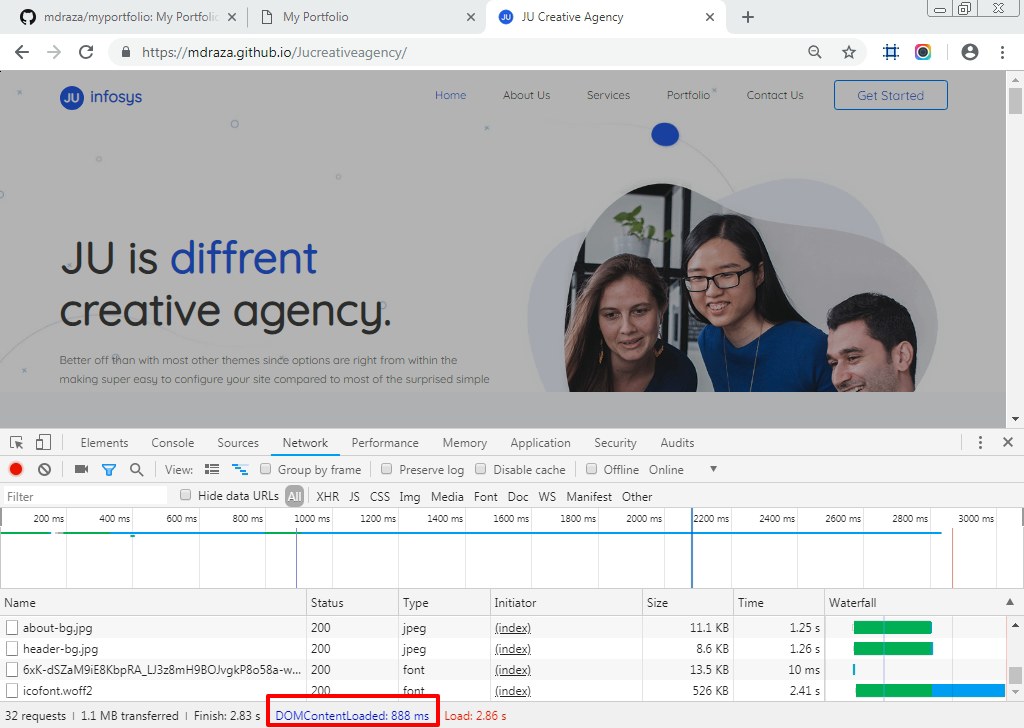 mdraza/myportfolio: My Portfolio
My Portfolio
JU Creative Agency
https://mdraza.github.io/Jucreativeagency/
JU infosys
Home About Us Services Portfolio Contact Us Get Started
JU is diffrent
creative agency.
Better off than with most other themes since options are right from within the
making super easy to configure your site compared to most of the surprised simple
Elements Console Sources Network Performance Memory Application Security Audits
View: Group by frame Preserve log Disable cache Offline Online
Filter Hide data URLs All XHR JS CSS Img Media Font Doc WS Manifest Other
200 ms 400 ms 600 ms 800 ms 1000 ms 1200 ms 1400 ms 1600 ms 1800 ms 2000 ms 2200 ms 2400 ms 2600 ms 2800 ms 3000 ms
Name Status Type Initiator Size Time Waterfall
about-bg.jpg 200 jpeg (index) 11.1 KB 1.25 s
header-bg.jpg 200 jpeg (index) 8.6 KB 1.26 s
6xK-dSZaM9iE8KbpRA_LJ3z8mH9BOJvgkP8o58a-w... 200 font (index) 13.5 KB 10 ms
icofont.woff2 200 font (index) 526 KB 2.41 s
32 requests | 1.1 MB transferred | Finish: 2.83 s DOMContentLoaded: 888 ms Load: 2.86 s